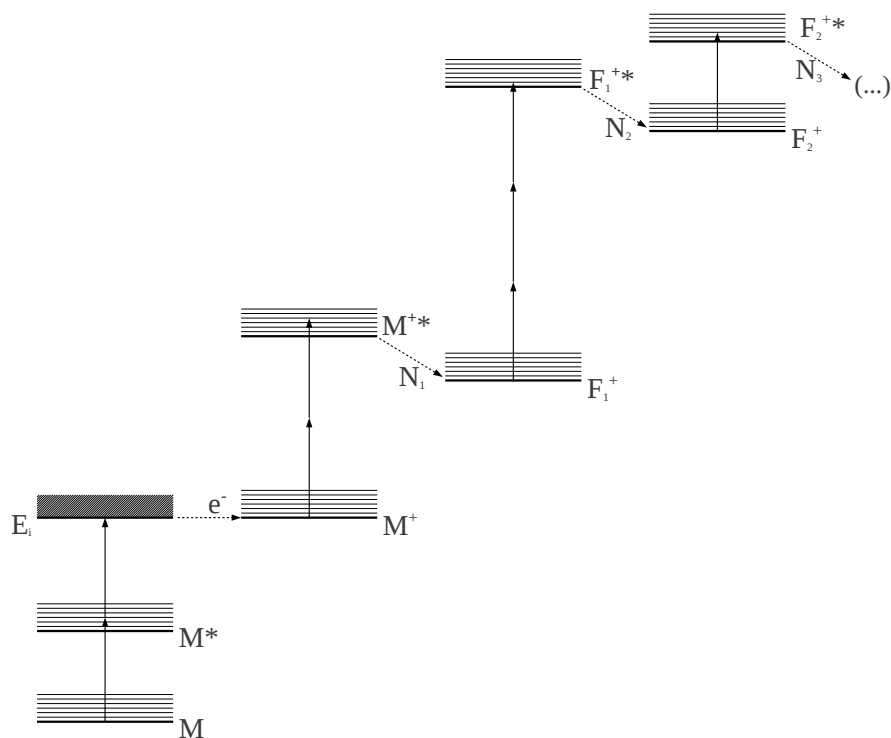 F₂⁺*
N₃
(...)
F₁⁺*
N₂
F₂⁺
M⁺*
N₁
F₁⁺
e⁻
Eᵢ
M⁺
M*
M